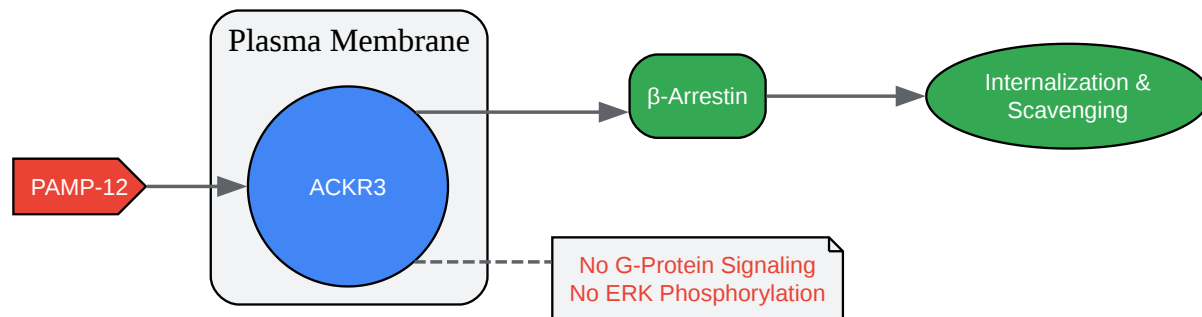 Plasma Membrane
PAMP-12
ACKR3
β-Arrestin
Internalization &
Scavenging
No G-Protein Signaling
No ERK Phosphorylation